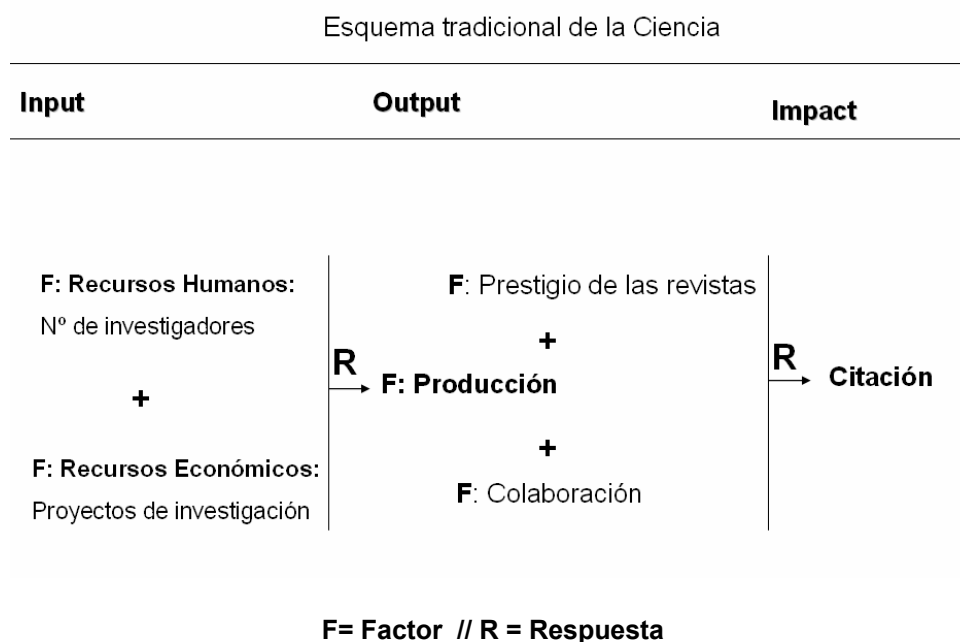 Esquema tradicional de la Ciencia
Input
Output
Impact
F: Recursos Humanos:
Nº de investigadores
+
F: Recursos Económicos:
Proyectos de investigación
R
F: Prestigio de las revistas
+
F: Producción
+
F: Colaboración
R
Citación
F= Factor // R = Respuesta